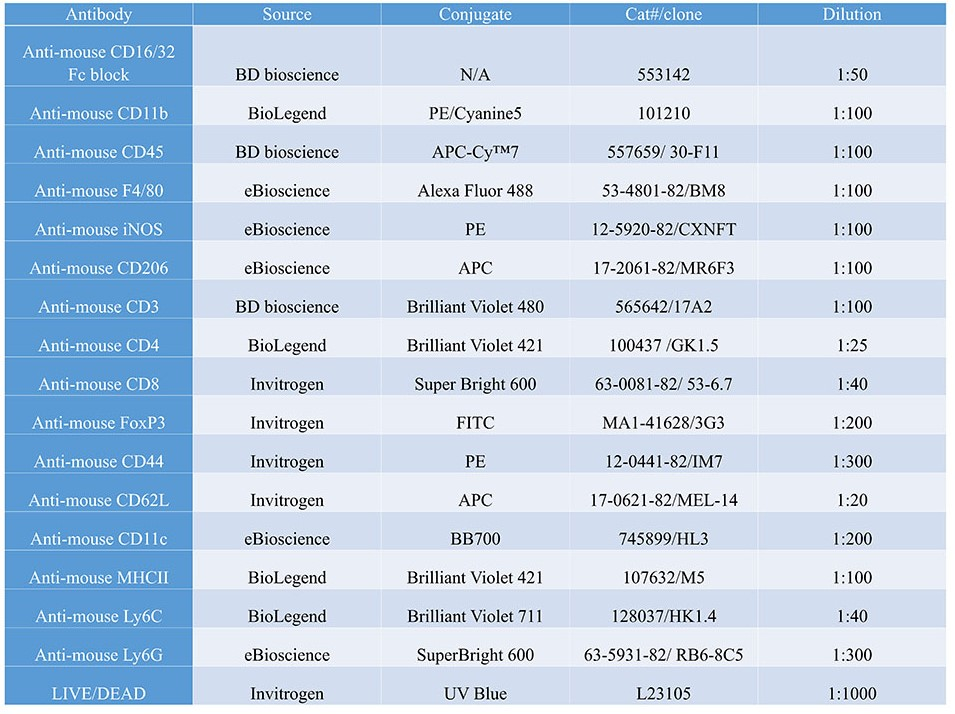 Antibody Source Conjugate Cat#/clone Dilution
Anti-mouse CD16/32
Fc block BD bioscience N/A 553142 1:50
Anti-mouse CD11b BioLegend PE/Cyanine5 101210 1:100
Anti-mouse CD45 BD bioscience APC-Cy™7 557659/ 30-F11 1:100
Anti-mouse F4/80 eBioscience Alexa Fluor 488 53-4801-82/BM8 1:100
Anti-mouse iNOS eBioscience PE 12-5920-82/CXNFT 1:100
Anti-mouse CD206 eBioscience APC 17-2061-82/MR6F3 1:100
Anti-mouse CD3 BD bioscience Brilliant Violet 480 565642/17A2 1:100
Anti-mouse CD4 BioLegend Brilliant Violet 421 100437 /GK1.5 1:25
Anti-mouse CD8 Invitrogen Super Bright 600 63-0081-82/ 53-6.7 1:40
Anti-mouse FoxP3 Invitrogen FITC MA1-41628/3G3 1:200
Anti-mouse CD44 Invitrogen PE 12-0441-82/IM7 1:300
Anti-mouse CD62L Invitrogen APC 17-0621-82/MEL-14 1:20
Anti-mouse CD11c eBioscience BB700 745899/HL3 1:200
Anti-mouse MHCII BioLegend Brilliant Violet 421 107632/M5 1:100
Anti-mouse Ly6C BioLegend Brilliant Violet 711 128037/HK1.4 1:40
Anti-mouse Ly6G eBioscience SuperBright 600 63-5931-82/ RB6-8C5 1:300
LIVE/DEAD Invitrogen UV Blue L23105 1:1000